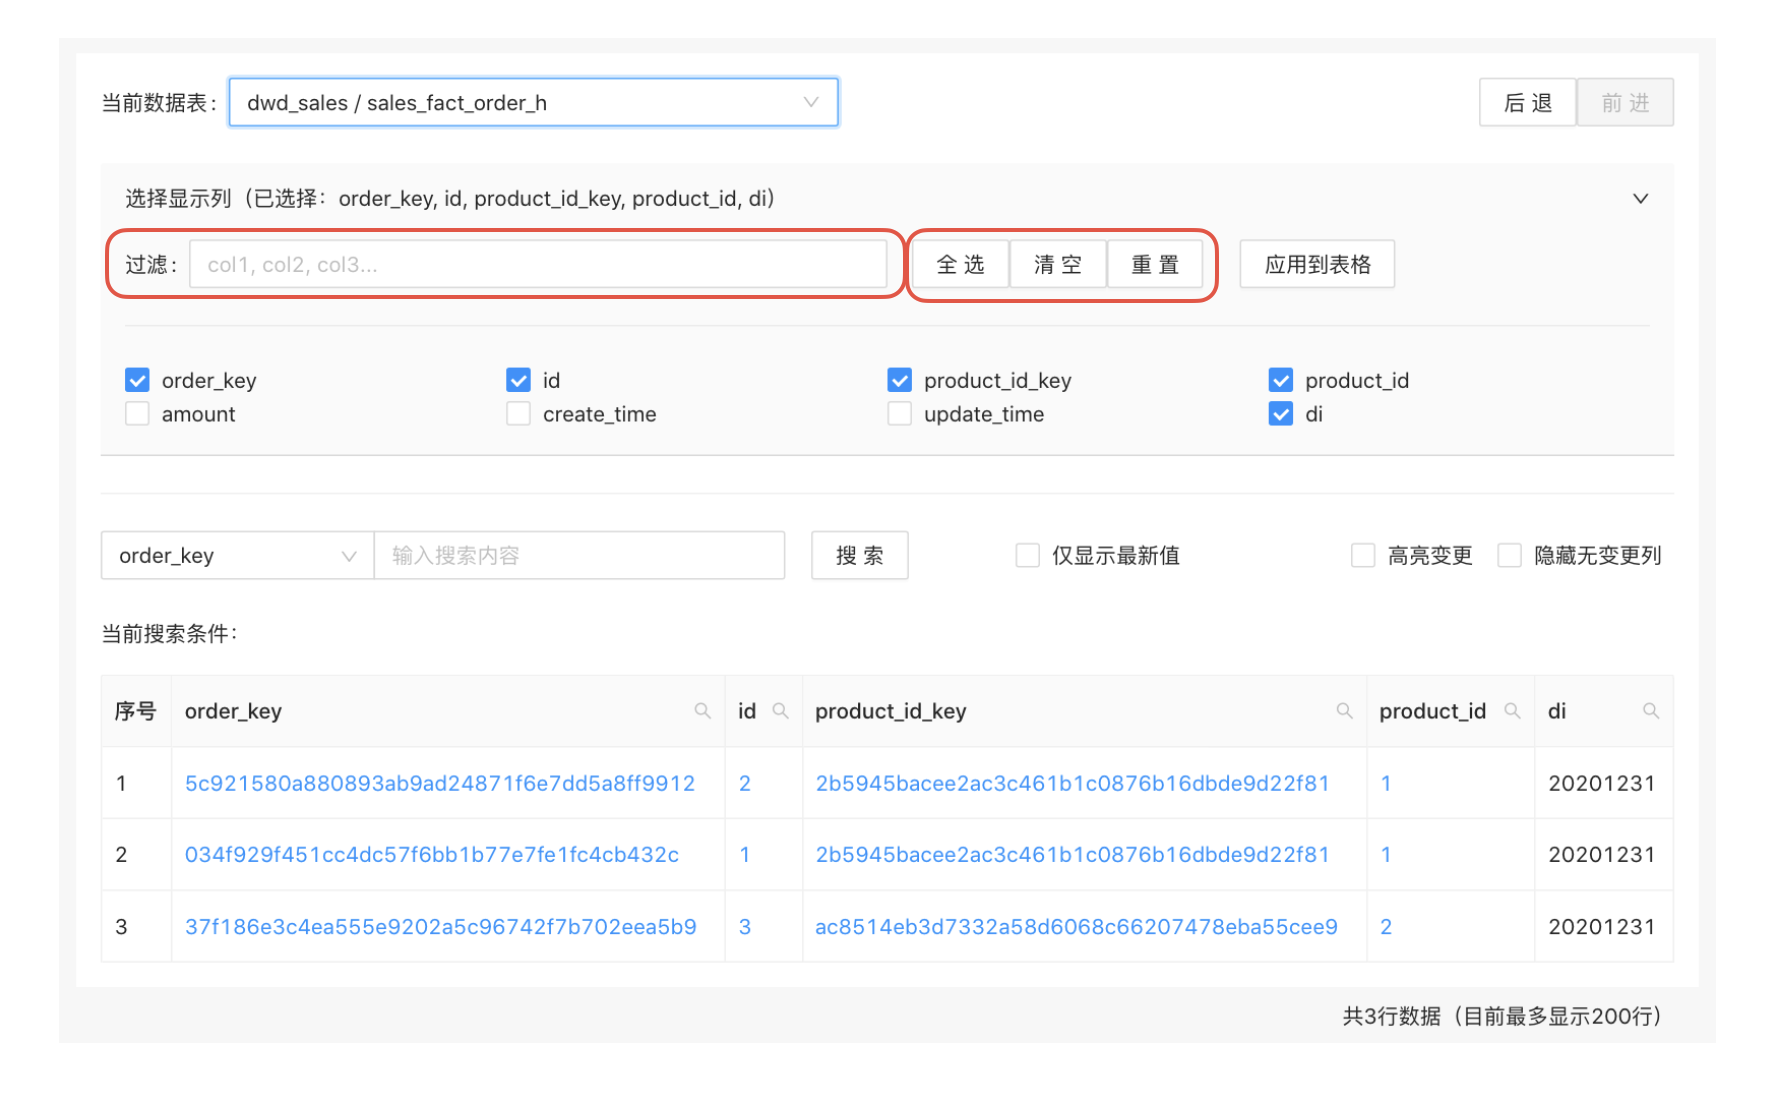 当前数据表： dwd_sales / sales_fact_order_h 后 退 前 进
选择显示列（已选择：order_key, id, product_id_key, product_id, di）
过滤： col1, col2, col3... 全 选 清 空 重 置 应用到表格
order_key id product_id_key product_id
amount create_time update_time di
order_key 输入搜索内容 搜 索 仅显示最新值 高亮变更 隐藏无变更列
当前搜索条件：
序号 order_key id product_id_key product_id di
1 5c921580a880893ab9ad24871f6e7dd5a8ff9912 2 2b5945bacee2ac3c461b1c0876b16dbde9d22f81 1 20201231
2 034f929f451cc4dc57f6bb1b77e7fe1fc4cb432c 1 2b5945bacee2ac3c461b1c0876b16dbde9d22f81 1 20201231
3 37f186e3c4ea555e9202a5c96742f7b702eea5b9 3 ac8514eb3d7332a58d6068c66207478eba55cee9 2 20201231
共3行数据（目前最多显示200行）